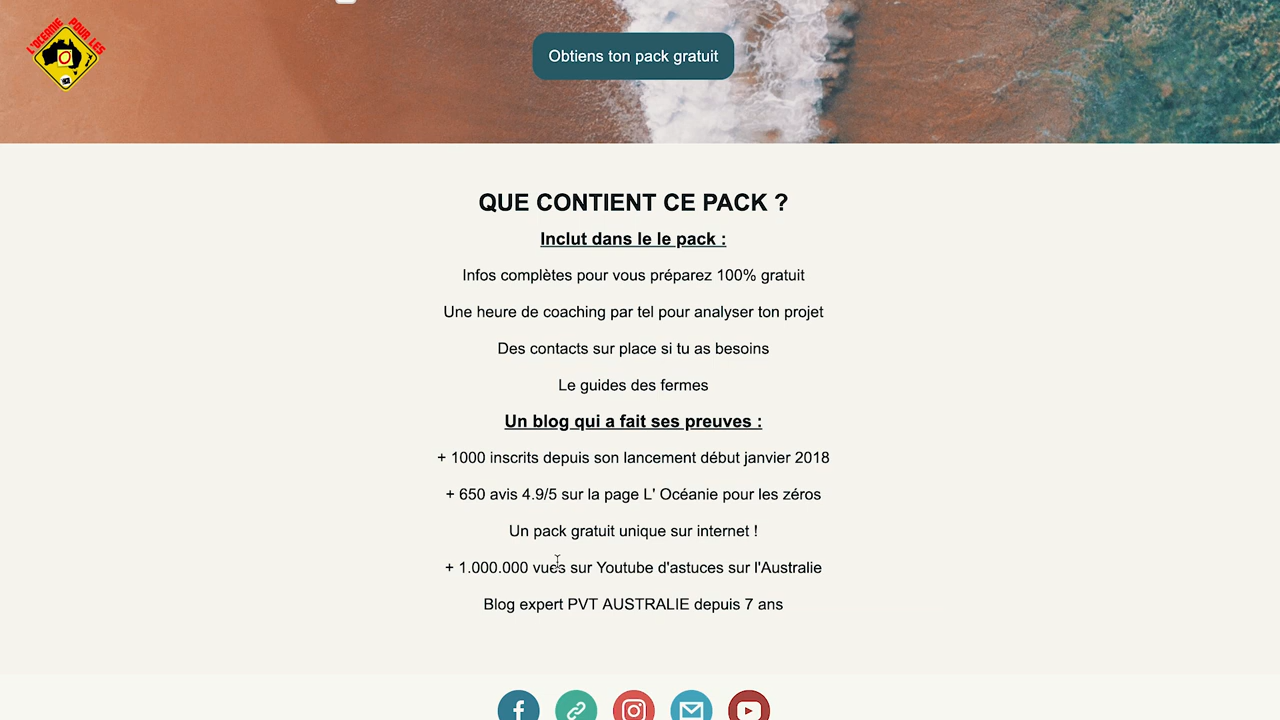 L'OCÉANIE POUR LES
Obtiens ton pack gratuit
QUE CONTIENT CE PACK ?
Inclut dans le le pack :
Infos complètes pour vous préparez 100% gratuit
Une heure de coaching par tel pour analyser ton projet
Des contacts sur place si tu as besoins
Le guides des fermes
Un blog qui a fait ses preuves :
+ 1000 inscrits depuis son lancement début janvier 2018
+ 650 avis 4.9/5 sur la page L' Océanie pour les zéros
Un pack gratuit unique sur internet !
+ 1.000.000 vues sur Youtube d'astuces sur l'Australie
Blog expert PVT AUSTRALIE depuis 7 ans